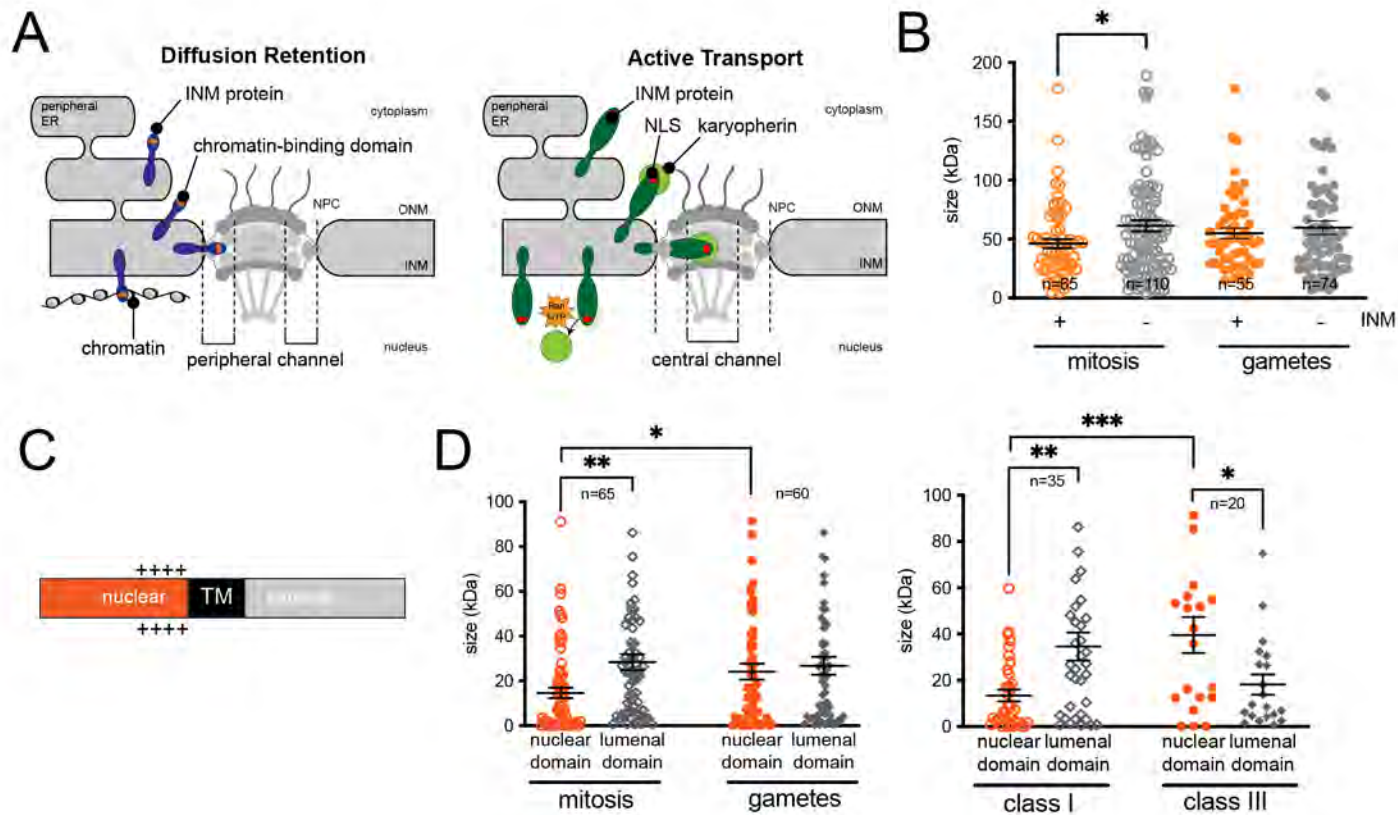 A
Diffusion Retention
INM protein
peripheral
ER
cytoplasm
chromatin-binding domain
NPC
ONM
INM
chromatin
peripheral channel
nucleus
Active Transport
INM protein
peripheral
ER
cytoplasm
NLS
karyopherin
NPC
ONM
INM
Ran
GTP
central channel
nucleus
B
*
size (kDa)
200
150
100
50
0
n=65
n=110
n=55
n=74
+
-
+
-
INM
mitosis
gametes
C
++++
nuclear
TM
++++
D
*
**
n=65
n=60
size (kDa)
100
80
60
40
20
0
nuclear
domain
lumenal
domain
nuclear
domain
lumenal
domain
mitosis
gametes
***
**
*
n=35
n=20
size (kDa)
100
80
60
40
20
0
nuclear
domain
lumenal
domain
nuclear
domain
lumenal
domain
class I
class III